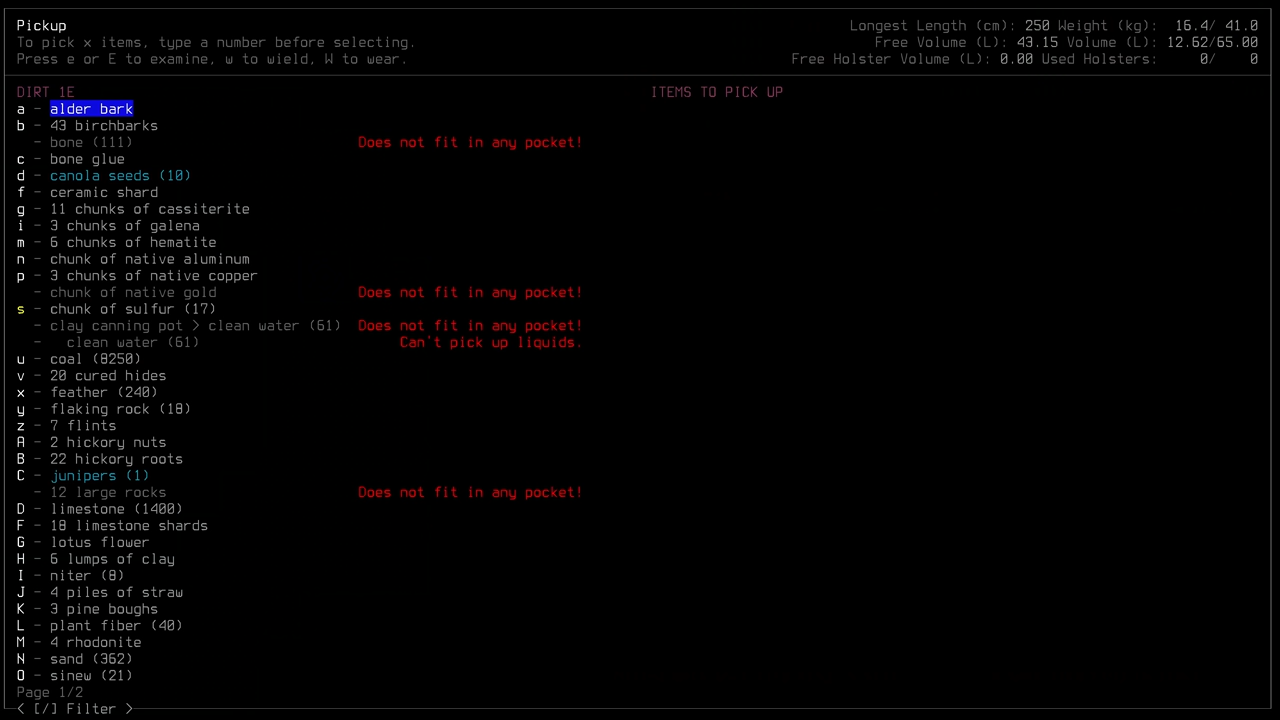 Pickup Longest Length (cm): 250 Weight (kg): 16.4/ 41.0
To pick x items, type a number before selecting. Free Volume (L): 43.15 Volume (L): 12.62/65.00
Press e or E to examine, w to wield, W to wear. Free Holster Volume (L): 0.00 Used Holsters: 0/ 0
DIRT 1E ITEMS TO PICK UP
a - alder bark
b - 43 birchbarks
- bone (111) Does not fit in any pocket!
c - bone glue
d - canola seeds (10)
f - ceramic shard
g - 11 chunks of cassiterite
i - 3 chunks of galena
m - 6 chunks of hematite
n - chunk of native aluminum
p - 3 chunks of native copper
- chunk of native gold Does not fit in any pocket!
s - chunk of sulfur (17)
- clay canning pot > clean water (61) Does not fit in any pocket!
- clean water (61) Can't pick up liquids.
u - coal (8250)
v - 20 cured hides
x - feather (240)
y - flaking rock (18)
z - 7 flints
A - 2 hickory nuts
B - 22 hickory roots
C - junipers (1)
- 12 large rocks Does not fit in any pocket!
D - limestone (1400)
F - 18 limestone shards
G - lotus flower
H - 6 lumps of clay
I - niter (8)
J - 4 piles of straw
K - 3 pine boughs
L - plant fiber (40)
M - 4 rhodonite
N - sand (362)
O - sinew (21)
Page 1/2
< [/] Filter >